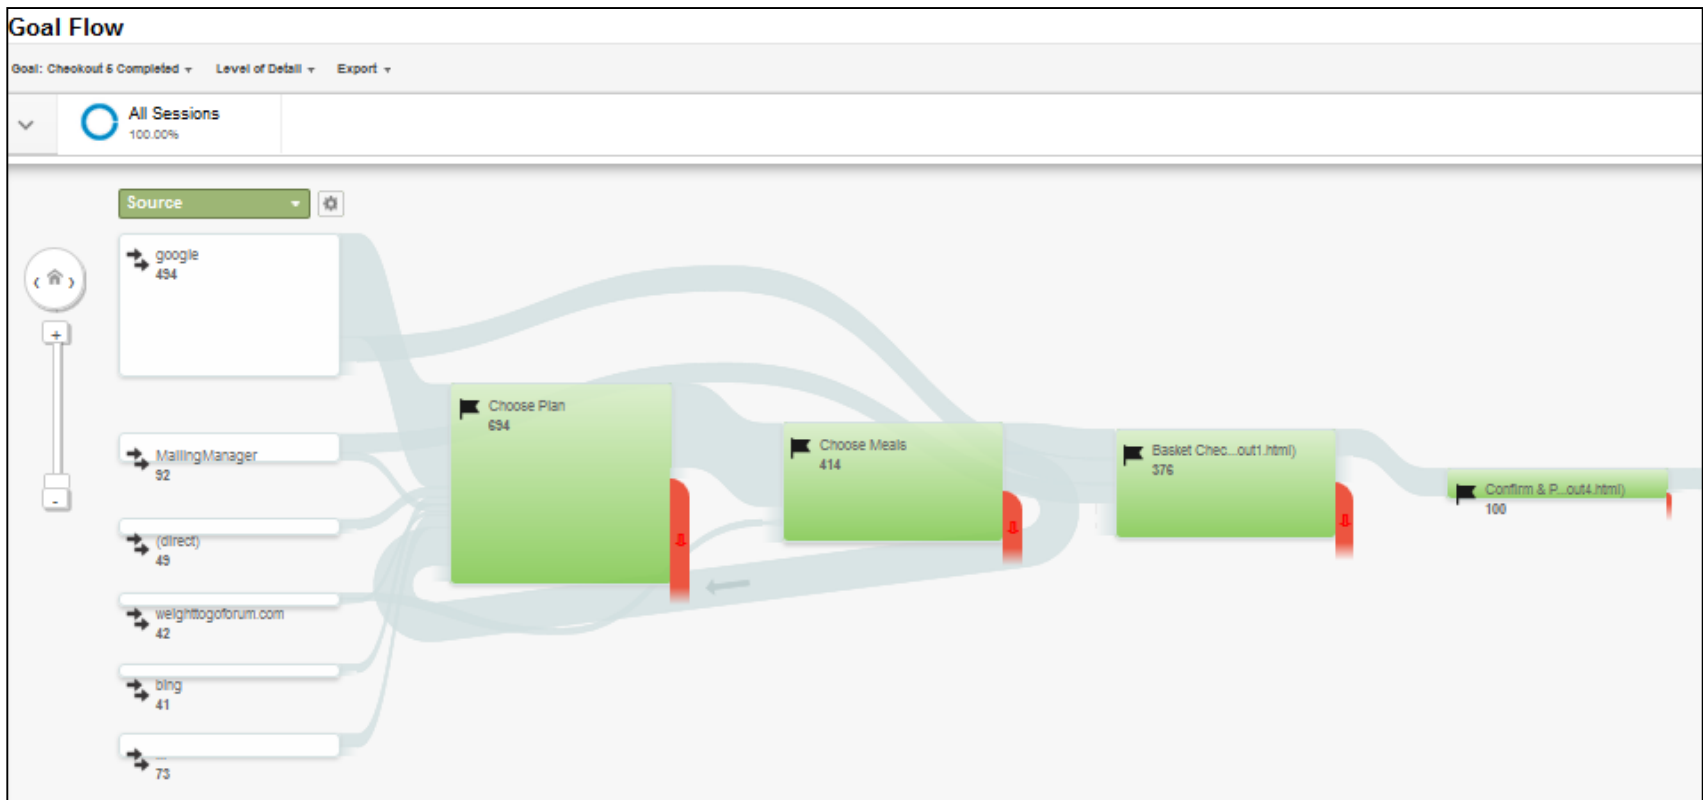 Goal Flow
Goal: Checkout 6 Completed Level of Detail Export
All Sessions
100.00%
Source
google
494
Choose Plan
694
Choose Meals
414
Basket Chec...out1.html)
376
MailingManager
92
Confirm & P...out4.html)
100
(direct)
49
weighttogoforum.com
42
bing
41
...
73